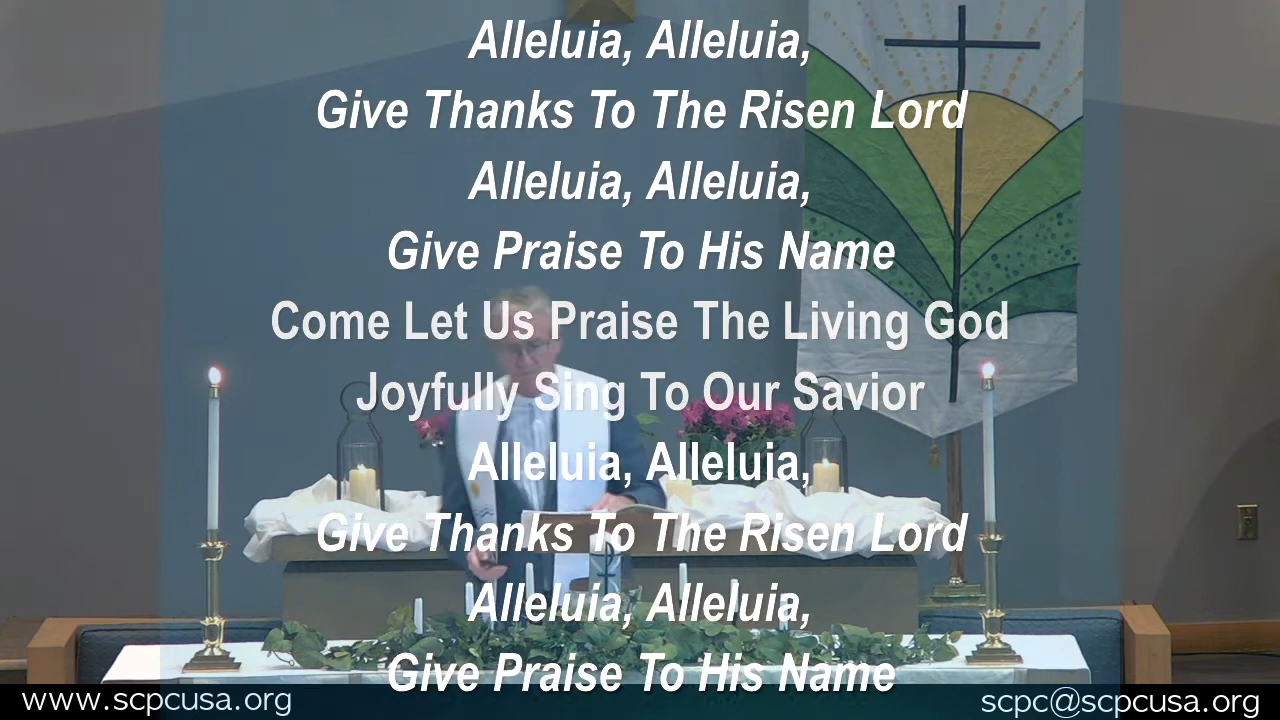 Alleluia, Alleluia,
Give Thanks To The Risen Lord
Alleluia, Alleluia,
Give Praise To His Name
Come Let Us Praise The Living God
Joyfully Sing To Our Savior
Alleluia, Alleluia,
Give Thanks To The Risen Lord
Alleluia, Alleluia,
Give Praise To His Name
www.scpcusa.org
scpc@scpcusa.org